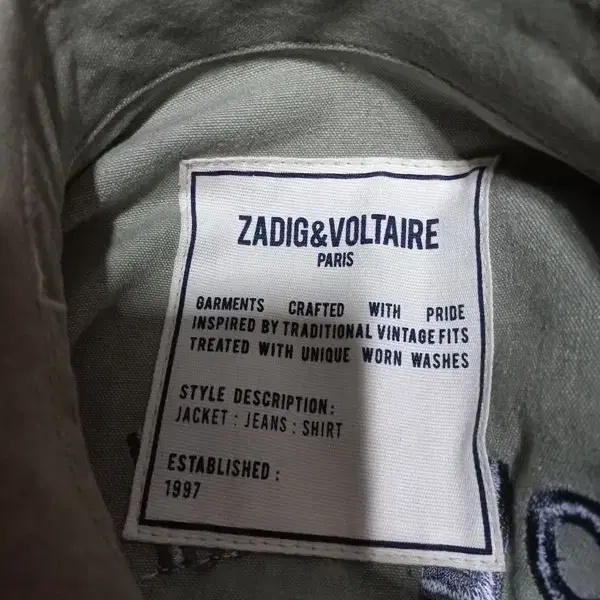 ZADIG&VOLTAIRE
PARIS
GARMENTS CRAFTED WITH PRIDE
INSPIRED BY TRADITIONAL VINTAGE FITS
TREATED WITH UNIQUE WORN WASHES
STYLE DESCRIPTION:
JACKET : JEANS : SHIRT
ESTABLISHED :
1997